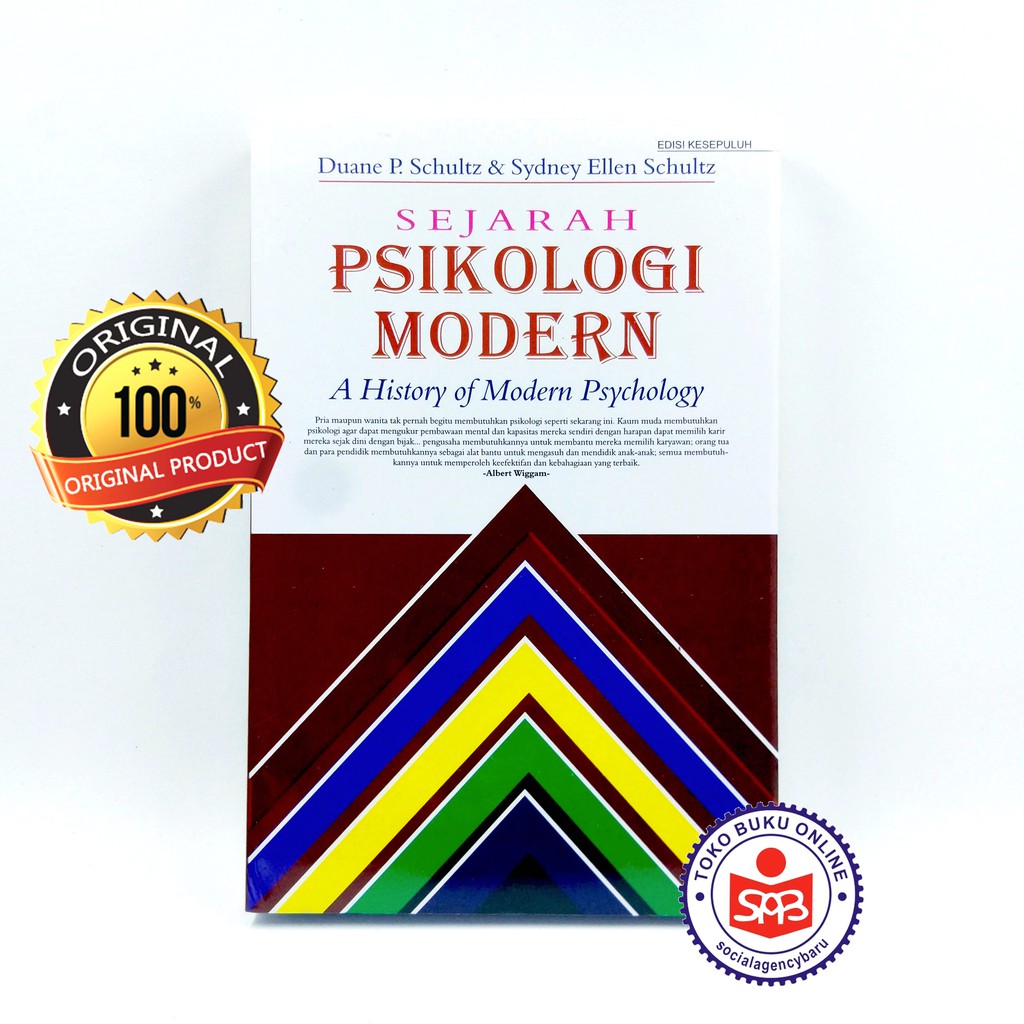 EDISI KESEPULUH
Duane P. Schultz & Sydney Ellen Schultz
SEJARAH
PSIKOLOGI
MODERN
A History of Modern Psychology
Pria maupun wanita tak pernah begitu membutuhkan psikologi seperti sekarang ini. Kaum muda membutuhkan
psikologi agar dapat mengukur pembawaan mental dan kapasitas mereka sendiri dengan harapan dapat memilih karir
mereka sejak dini dengan bijak... pengusaha membutuhkannya untuk membantu mereka memilih karyawan; orang tua
dan para pendidik membutuhkannya sebagai alat bantu untuk mengasuh dan mendidik anak-anak; semua membutuh-
kannya untuk memperoleh keefektifan dan kebahagiaan yang terbaik.
-Albert Wiggam-
ORIGINAL
100%
ORIGINAL PRODUCT
TOKO BUKU ONLINE
SAB
socialagencybaru